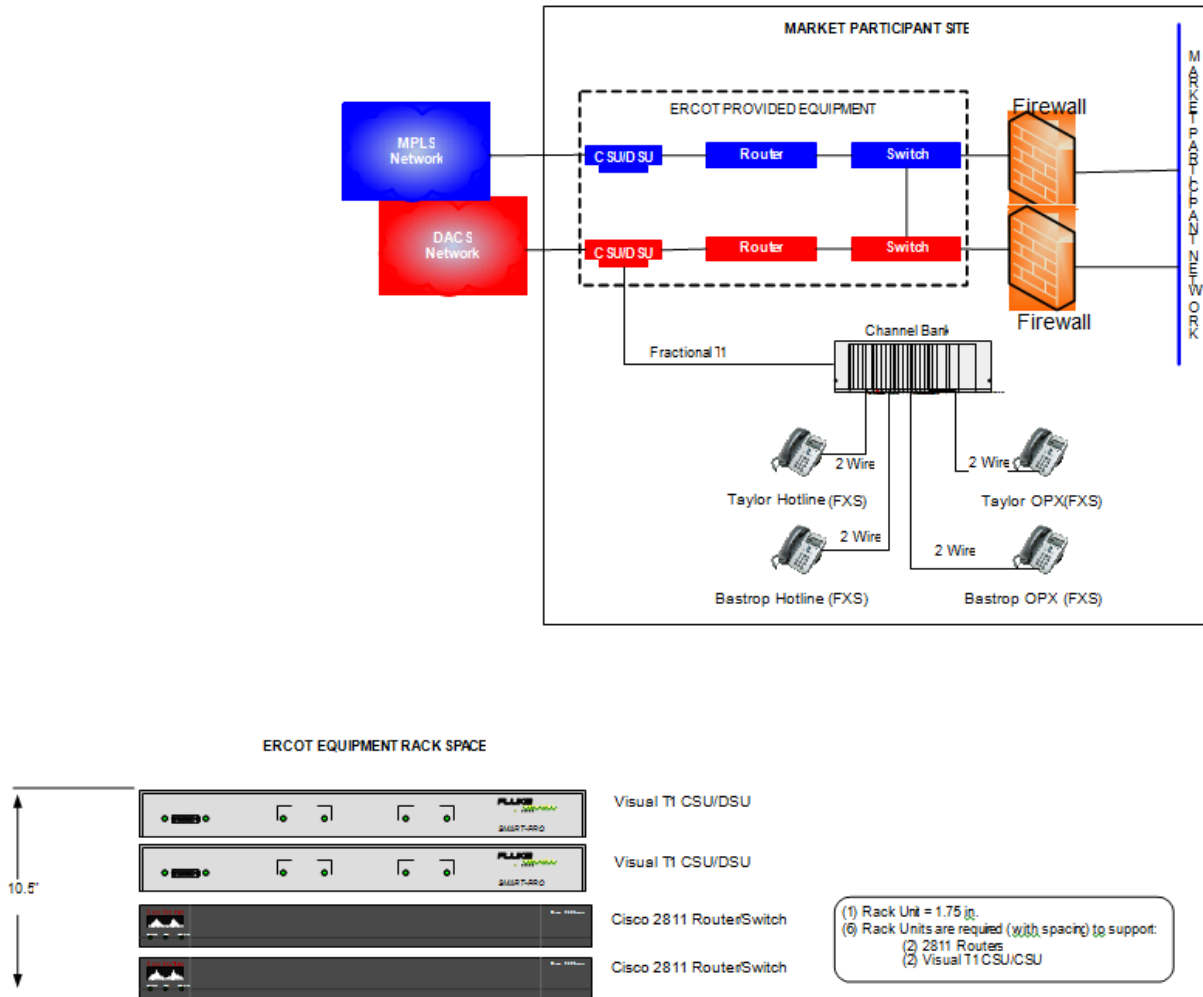 MARKET PARTICIPANT SITE
ERCOT PROVIDED EQUIPMENT
MPLS
Network
CSU/DSU
Router
Switch
Firewall
DACS
Network
CSU/DSU
Router
Switch
Firewall
MARKET PARTICIPANT NETWORK
Channel Bank
Fractional T1
2 Wire
2 Wire
Taylor Hotline (FXS)
Taylor OPX(FXS)
2 Wire
2 Wire
Bastrop Hotline (FXS)
Bastrop OPX (FXS)
ERCOT EQUIPMENT RACK SPACE
10.5"
FLUKE
SMART-PRO
Visual T1 CSU/DSU
FLUKE
SMART-PRO
Visual T1 CSU/DSU
Cisco 2811 Router/Switch
Cisco 2811 Router/Switch
(1) Rack Unit = 1.75 in.
(6) Rack Units are required (with spacing) to support:
(2) 2811 Routers
(2) Visual T1 CSU/CSU